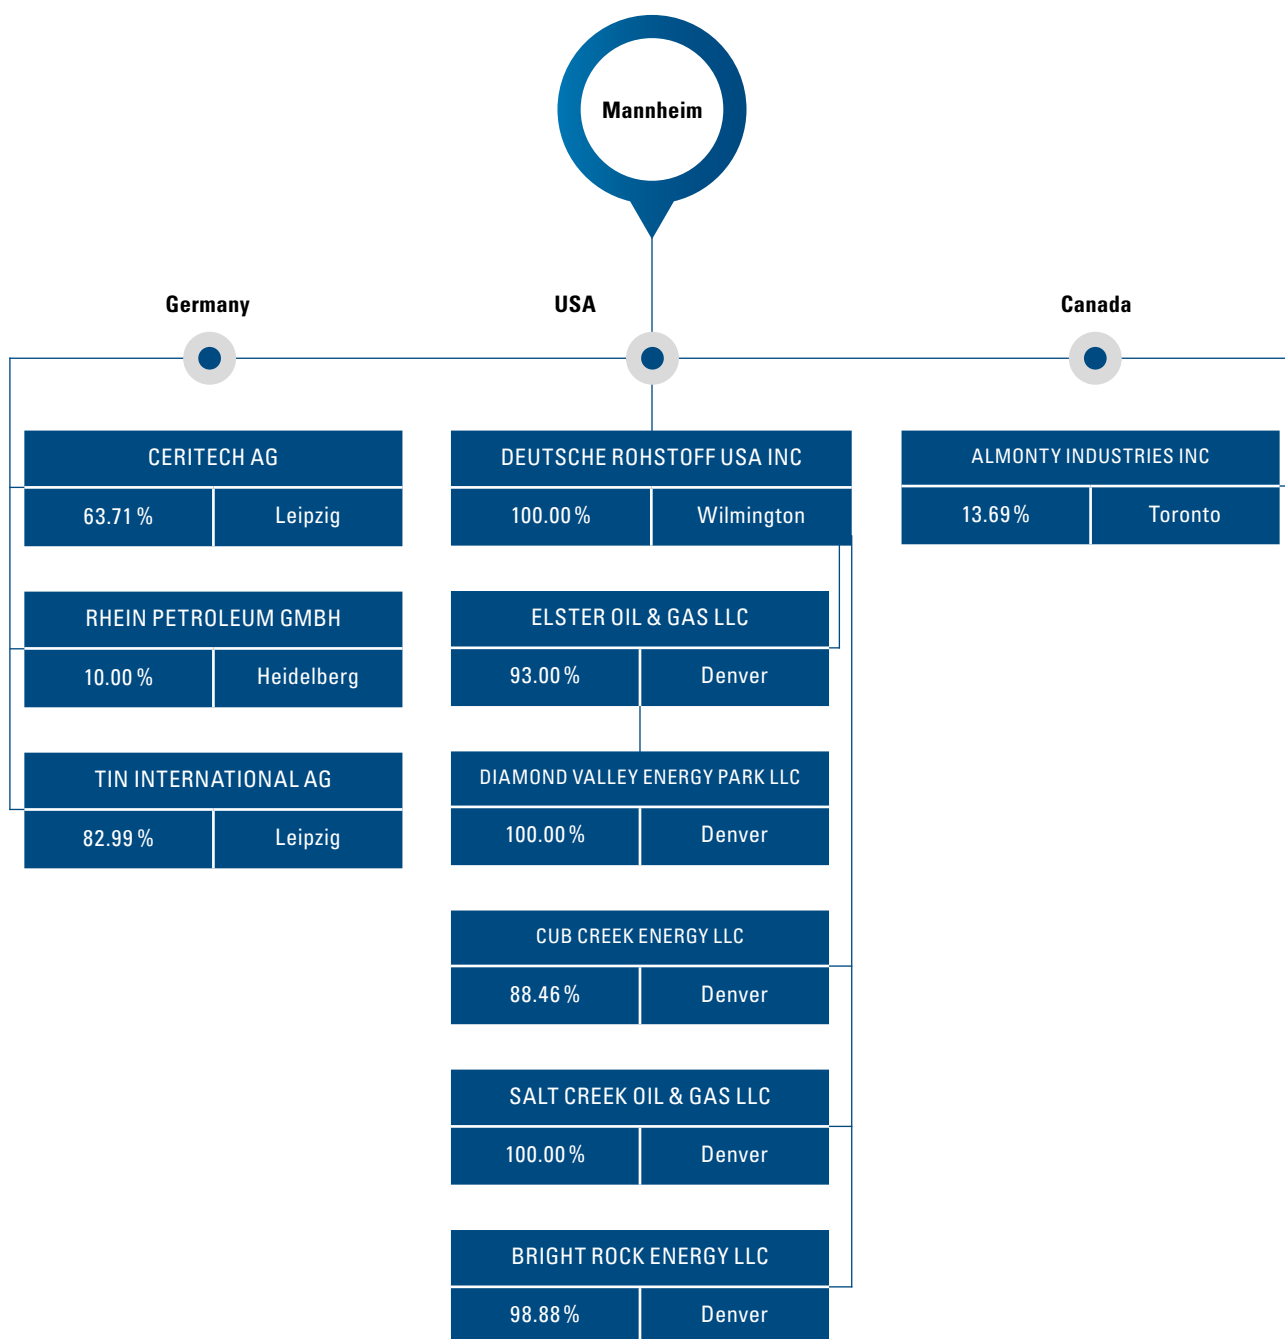 Mannheim
Germany
USA
Canada
CERITECH AG
63.71 %
Leipzig
RHEIN PETROLEUM GMBH
10.00 %
Heidelberg
TIN INTERNATIONAL AG
82.99 %
Leipzig
DEUTSCHE ROHSTOFF USA INC
100.00 %
Wilmington
ELSTER OIL & GAS LLC
93.00 %
Denver
DIAMOND VALLEY ENERGY PARK LLC
100.00 %
Denver
CUB CREEK ENERGY LLC
88.46 %
Denver
SALT CREEK OIL & GAS LLC
100.00 %
Denver
BRIGHT ROCK ENERGY LLC
98.88 %
Denver
ALMONTY INDUSTRIES INC
13.69 %
Toronto